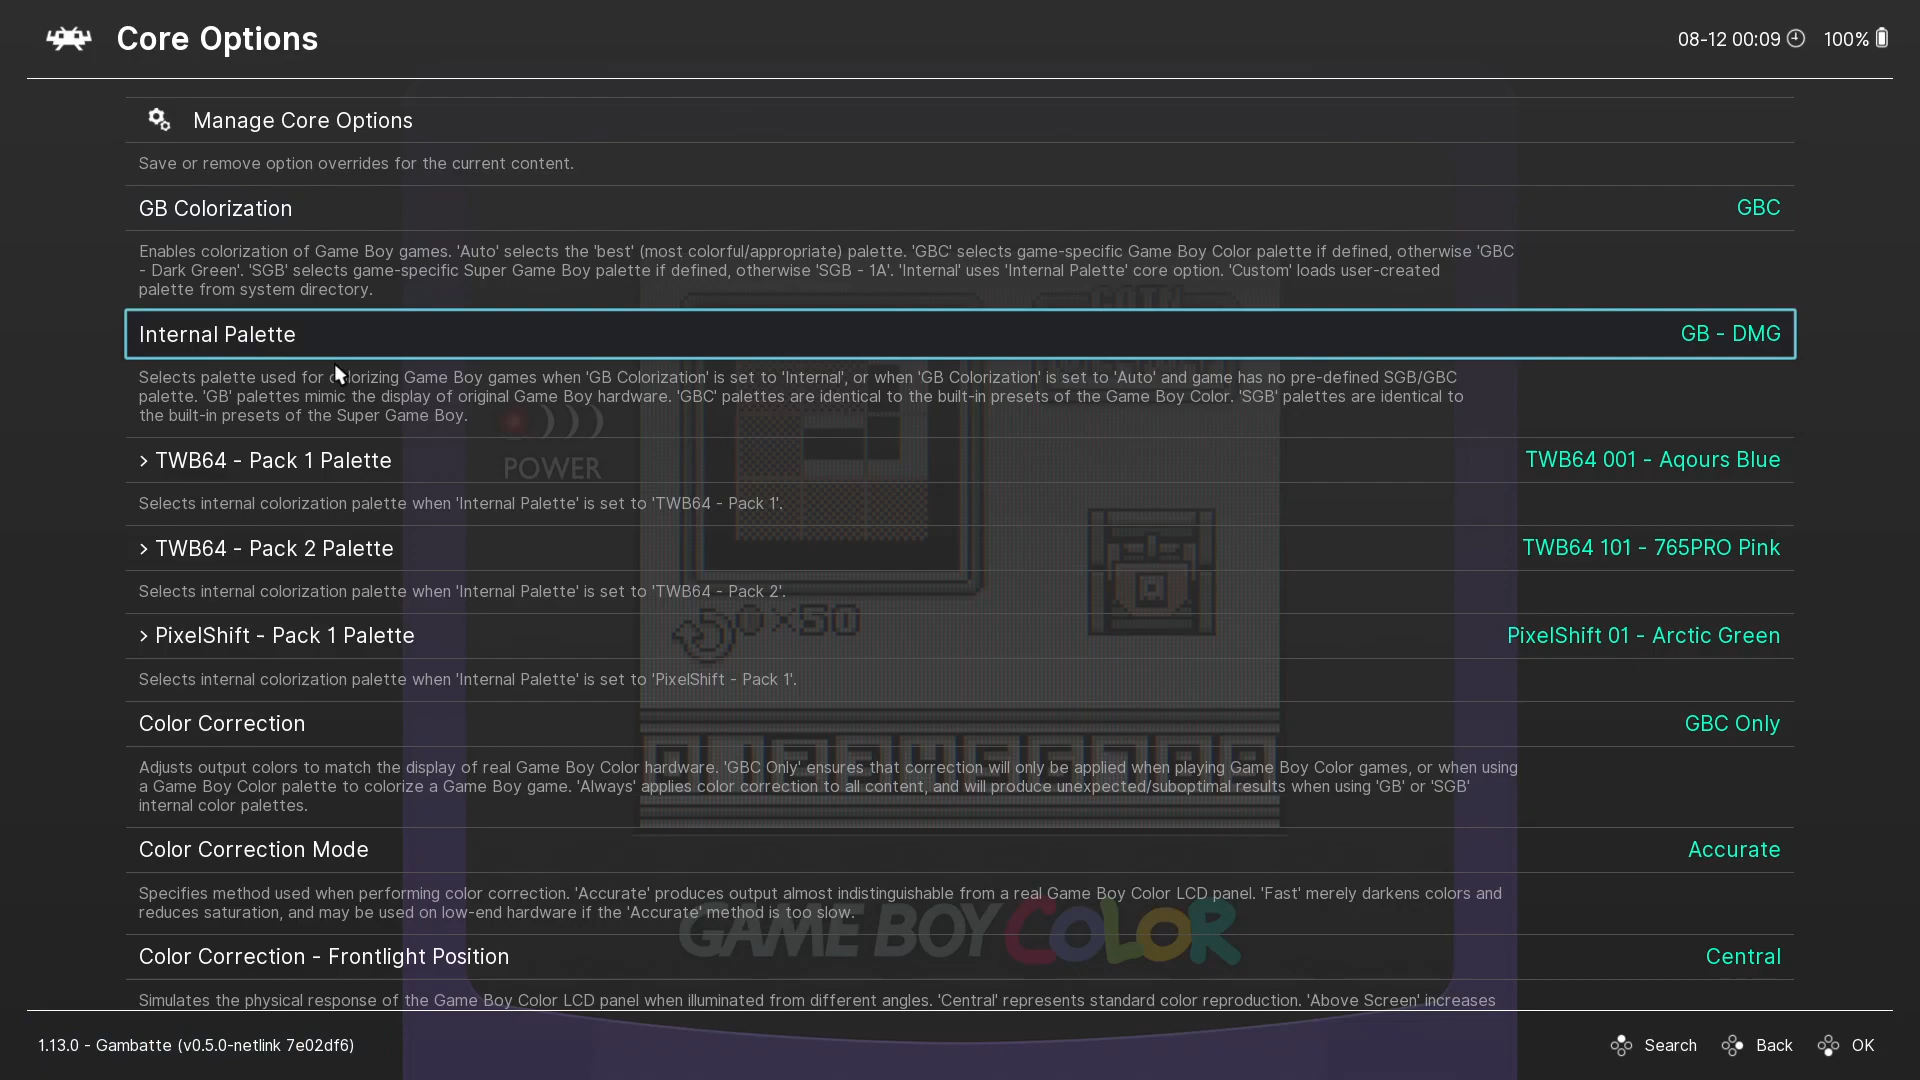 Core Options
08-12 00:09 100%
Manage Core Options
Save or remove option overrides for the current content.
GB Colorization GBC
Enables colorization of Game Boy games. 'Auto' selects the 'best' (most colorful/appropriate) palette. 'GBC' selects game-specific Game Boy Color palette if defined, otherwise 'GBC
- Dark Green'. 'SGB' selects game-specific Super Game Boy palette if defined, otherwise 'SGB - 1A'. 'Internal' uses 'Internal Palette' core option. 'Custom' loads user-created
palette from system directory.
Internal Palette GB - DMG
Selects palette used for colorizing Game Boy games when 'GB Colorization' is set to 'Internal', or when 'GB Colorization' is set to 'Auto' and game has no pre-defined SGB/GBC
palette. 'GB' palettes mimic the display of original Game Boy hardware. 'GBC' palettes are identical to the built-in presets of the Game Boy Color. 'SGB' palettes are identical to
the built-in presets of the Super Game Boy.
> TWB64 - Pack 1 Palette TWB64 001 - Aqours Blue
POWER
Selects internal colorization palette when 'Internal Palette' is set to 'TWB64 - Pack 1'.
> TWB64 - Pack 2 Palette TWB64 101 - 765PRO Pink
Selects internal colorization palette when 'Internal Palette' is set to 'TWB64 - Pack 2'.
0×50
> PixelShift - Pack 1 Palette PixelShift 01 - Arctic Green
Selects internal colorization palette when 'Internal Palette' is set to 'PixelShift - Pack 1'.
Color Correction GBC Only
Adjusts output colors to match the display of real Game Boy Color hardware. 'GBC Only' ensures that correction will only be applied when playing Game Boy Color games, or when using
a Game Boy Color palette to colorize a Game Boy game. 'Always' applies color correction to all content, and will produce unexpected/suboptimal results when using 'GB' or 'SGB'
internal color palettes.
Color Correction Mode Accurate
Specifies method used when performing color correction. 'Accurate' produces output almost indistinguishable from a real Game Boy Color LCD panel. 'Fast' merely darkens colors and
reduces saturation, and may be used on low-end hardware if the 'Accurate' method is too slow.
GAME BOY COLOR
Color Correction - Frontlight Position Central
Simulates the physical response of the Game Boy Color LCD panel when illuminated from different angles. 'Central' represents standard color reproduction. 'Above Screen' increases
1.13.0 - Gambatte (v0.5.0-netlink 7e02df6) Search Back OK